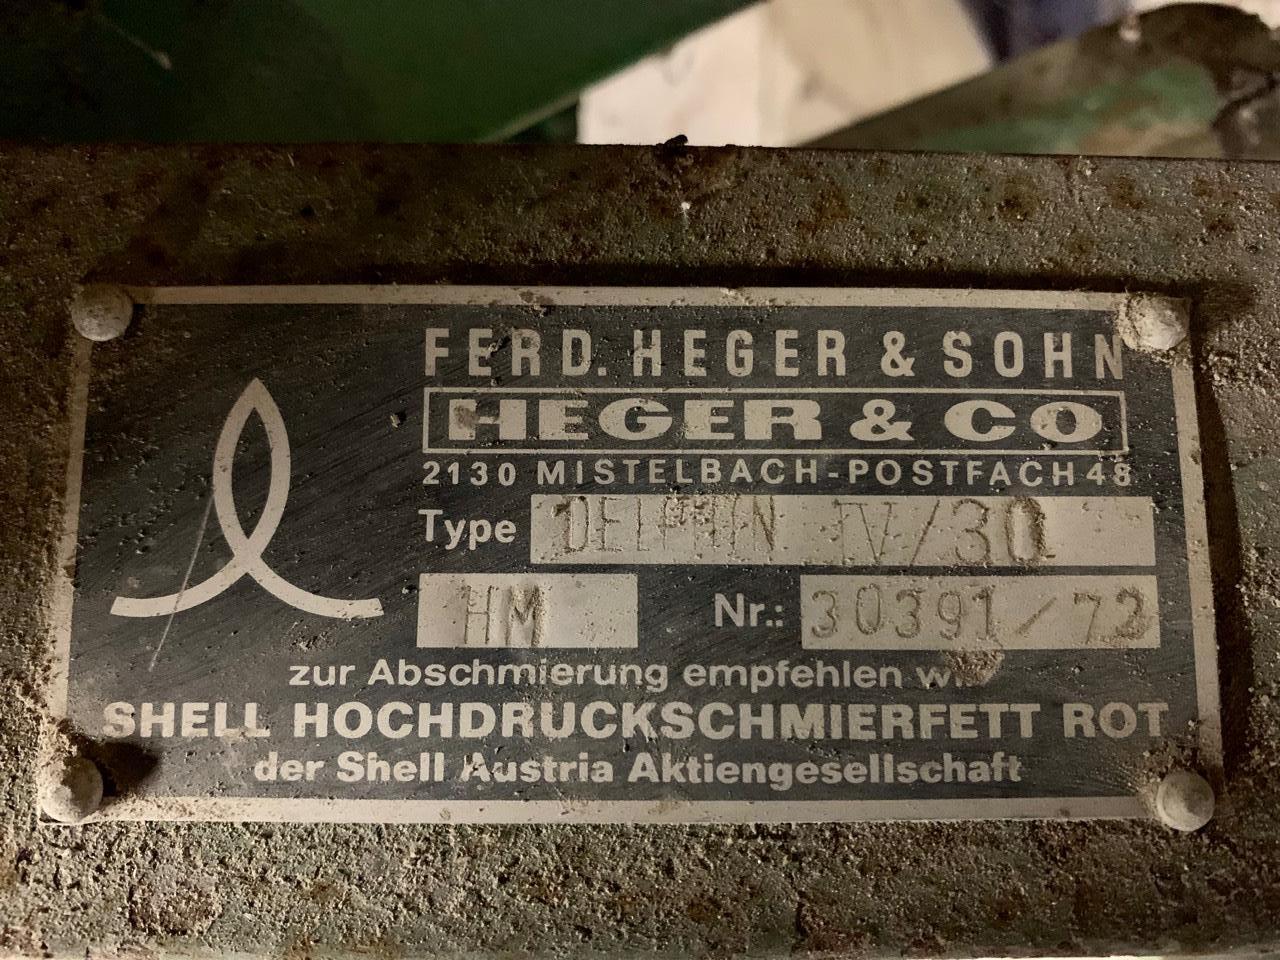 FERD. HEGER & SOHN
HEGER & CO
2130 MISTELBACH-POSTFACH 48
Type DELPHIN IV/30
HM Nr.: 30391/72
zur Abschmierung empfehlen wir
SHELL HOCHDRUCKSCHMIERFETT ROT
der Shell Austria Aktiengesellschaft